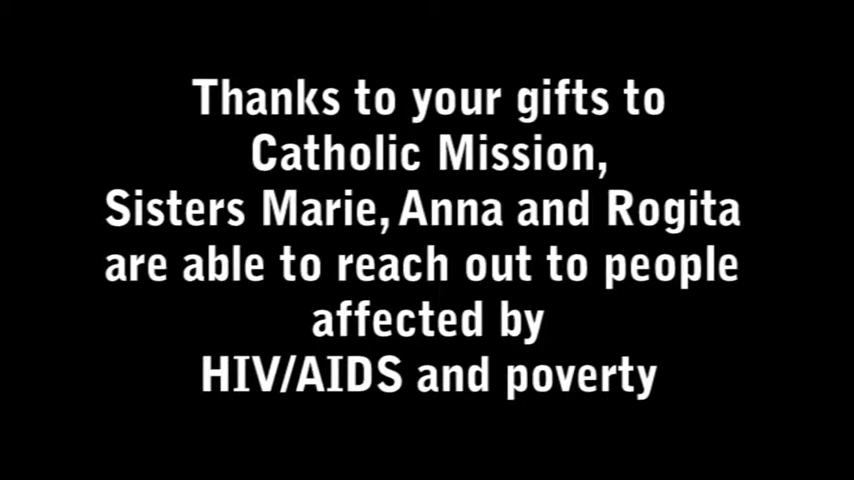 Thanks to your gifts to
Catholic Mission,
Sisters Marie, Anna and Rogita
are able to reach out to people
affected by
HIV/AIDS and poverty